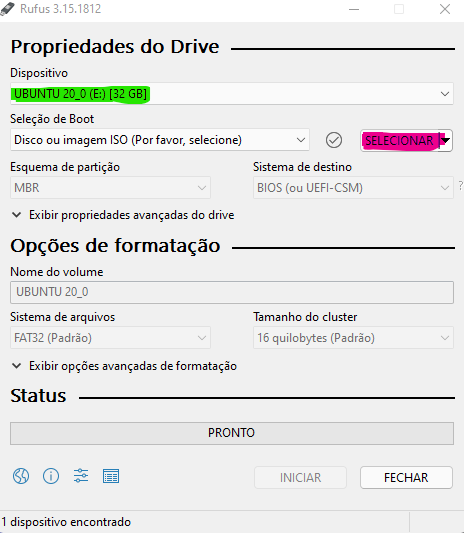 Rufus 3.15.1812
Propriedades do Drive
Dispositivo
UBUNTU 20_0 (E:) [32 GB]
Seleção de Boot
Disco ou imagem ISO (Por favor, selecione)
SELECIONAR
Esquema de partição
Sistema de destino
MBR
BIOS (ou UEFI-CSM)
?
Exibir propriedades avançadas do drive
Opções de formatação
Nome do volume
UBUNTU 20_0
Sistema de arquivos
Tamanho do cluster
FAT32 (Padrão)
16 quilobytes (Padrão)
Exibir opções avançadas de formatação
Status
PRONTO
INICIAR
FECHAR
1 dispositivo encontrado